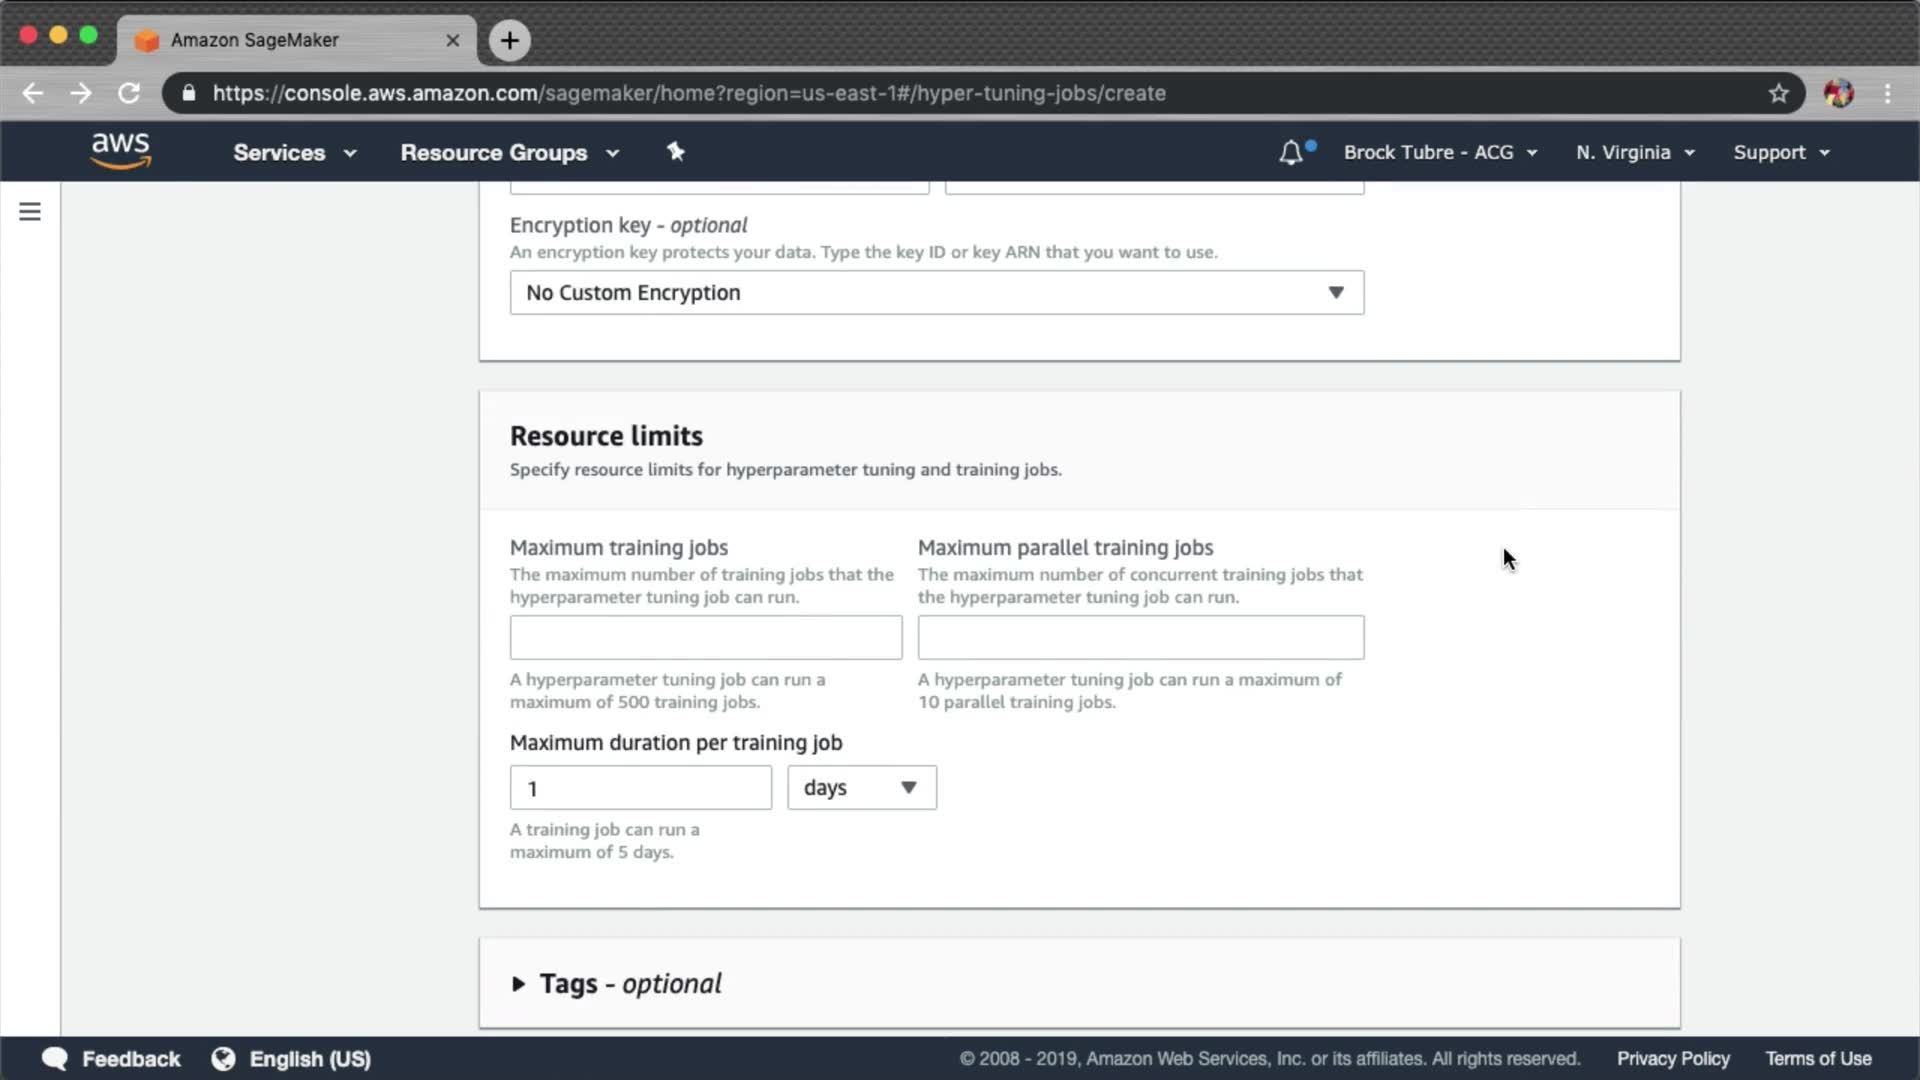 Amazon SageMaker
https://console.aws.amazon.com/sagemaker/home?region=us-east-1#/hyper-tuning-jobs/create
aws
Services
Resource Groups
Brock Tubre - ACG
N. Virginia
Support
Encryption key - optional
An encryption key protects your data. Type the key ID or key ARN that you want to use.
No Custom Encryption
Resource limits
Specify resource limits for hyperparameter tuning and training jobs.
Maximum training jobs
The maximum number of training jobs that the
hyperparameter tuning job can run.
A hyperparameter tuning job can run a
maximum of 500 training jobs.
Maximum parallel training jobs
The maximum number of concurrent training jobs that
the hyperparameter tuning job can run.
A hyperparameter tuning job can run a maximum of
10 parallel training jobs.
Maximum duration per training job
1
days
A training job can run a
maximum of 5 days.
Tags - optional
Feedback
English (US)
© 2008 - 2019, Amazon Web Services, Inc. or its affiliates. All rights reserved.
Privacy Policy
Terms of Use